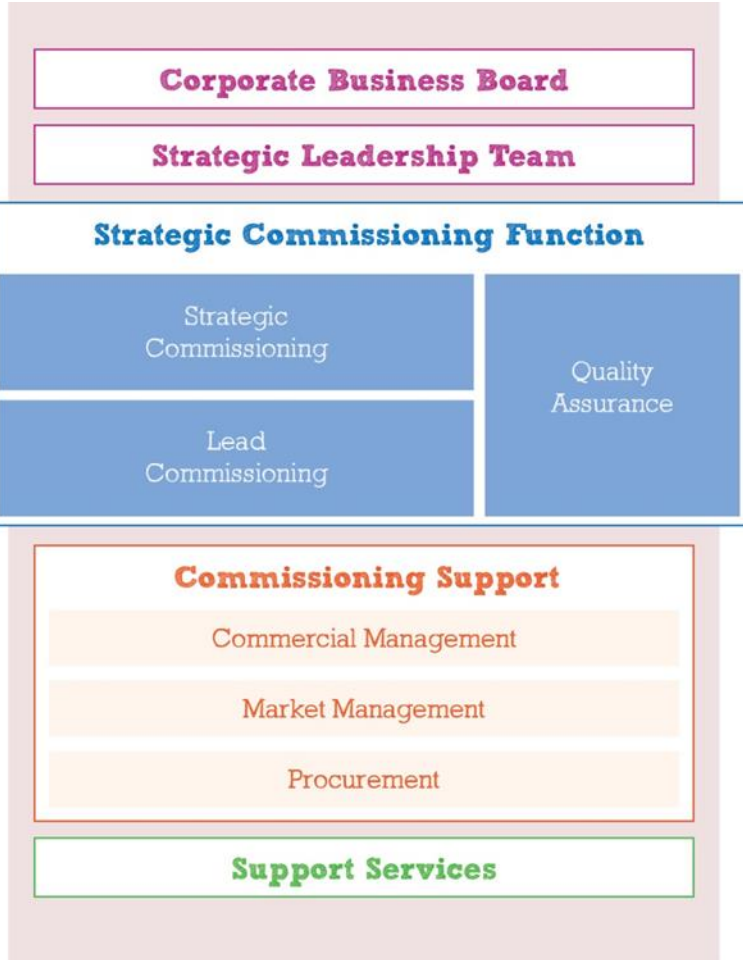 Corporate Business Board
Strategic Leadership Team
Strategic Commissioning Function
Strategic
Commissioning
Lead
Commissioning
Quality
Assurance
Commissioning Support
Commercial Management
Market Management
Procurement
Support Services